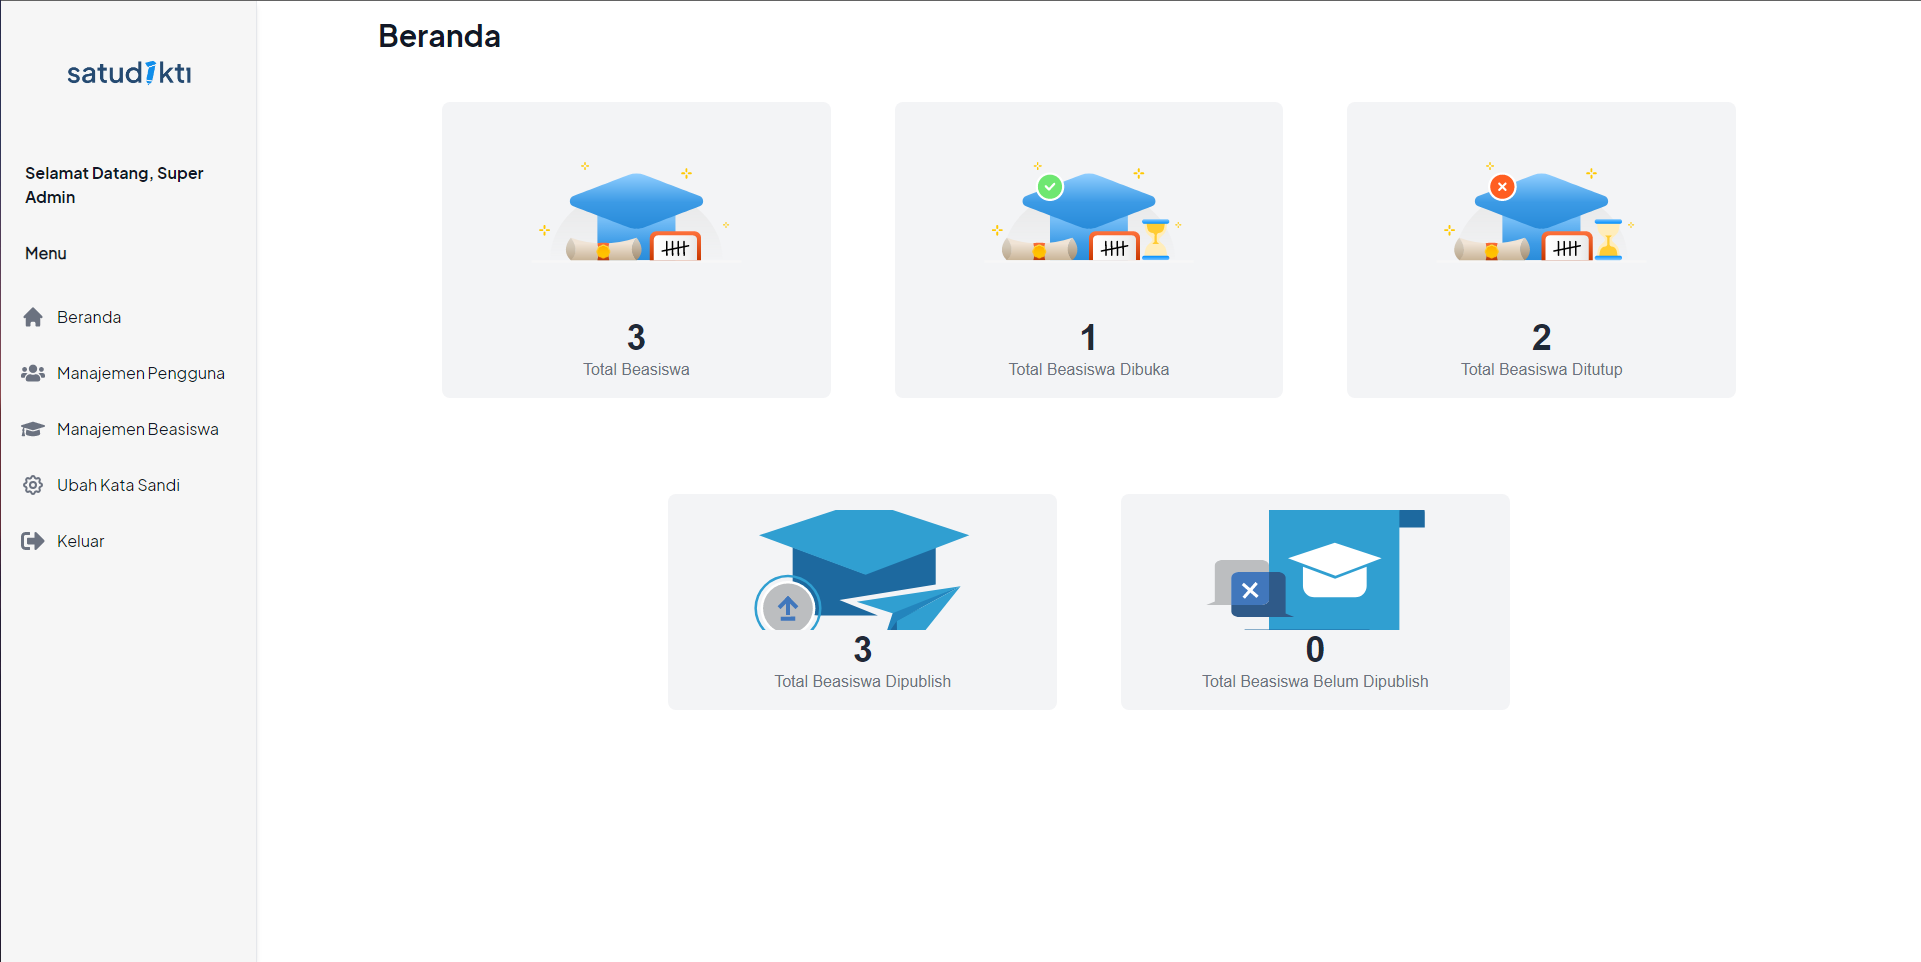 satudikti
Selamat Datang, Super
Admin
Menu
Beranda
Manajemen Pengguna
Manajemen Beasiswa
Ubah Kata Sandi
Keluar
Beranda
3
Total Beasiswa
1
Total Beasiswa Dibuka
2
Total Beasiswa Ditutup
3
Total Beasiswa Dipublish
0
Total Beasiswa Belum Dipublish